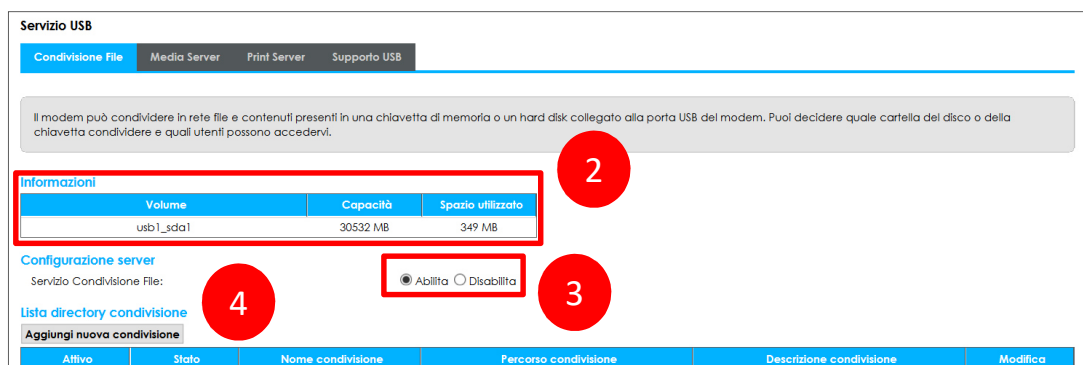 Servizio USB
Condivisione File Media Server Print Server Supporto USB
Il modem può condividere in rete file e contenuti presenti in una chiavetta di memoria o un hard disk collegato alla porta USB del modem. Puoi decidere quale cartella del disco o della
chiavetta condividere e quali utenti possono accedervi.
2
Informazioni
Volume Capacità Spazio utilizzato
usb1_sda1 30532 MB 349 MB
Configurazione server
Servizio Condivisione File: Abilita Disabilita
3
4
Lista directory condivisione
Aggiungi nuova condivisione
Attivo Stato Nome condivisione Percorso condivisione Descrizione condivisione Modifica